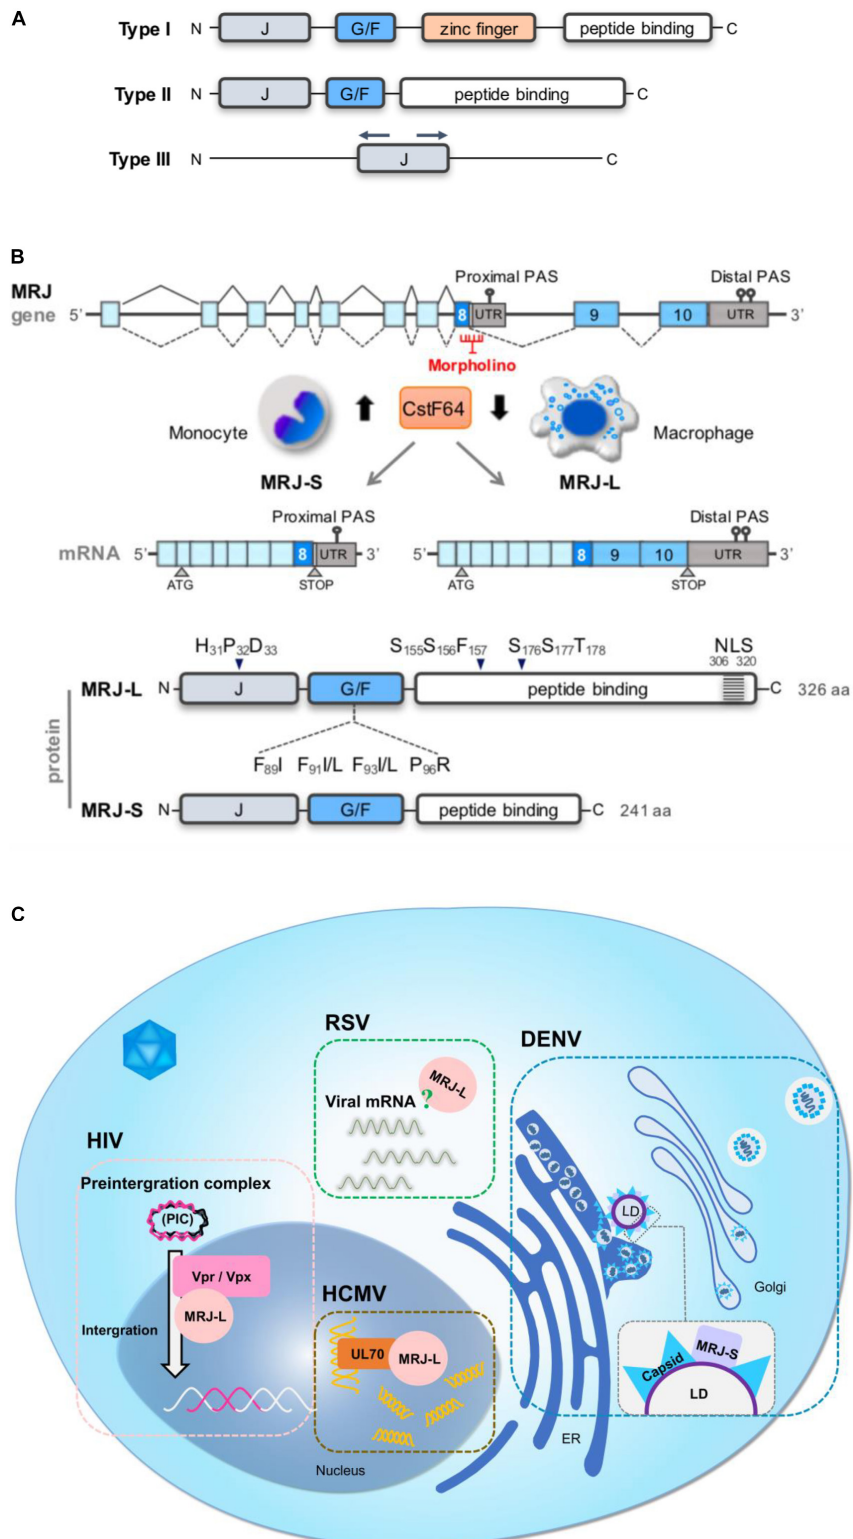 A
Type I N J G/F zinc finger peptide binding C
Type II N J G/F peptide binding C
Type III N J C
B
Proximal PAS Distal PAS
MRJ
gene 5' 8 UTR 9 10 UTR 3'
Morpholino
CstF64
Monocyte Macrophage
MRJ-S MRJ-L
Proximal PAS Distal PAS
mRNA 5' 8 UTR 3' 5' 8 9 10 UTR 3'
ATG STOP ATG STOP
H31P32D33 S155S156F157 S176S177T178 NLS
306 320
MRJ-L N J G/F peptide binding C 326 aa
protein
F89I F91I/L F93I/L P96R
MRJ-S N J G/F peptide binding C 241 aa
C
RSV
DENV
MRJ-L
Viral mRNA ?
HIV
Preintergration complex
(PIC)
LD
Vpr / Vpx
Golgi
HCMV
MRJ-L
Intergration
UL70 MRJ-L
MRJ-S
Capsid
LD
ER
Nucleus